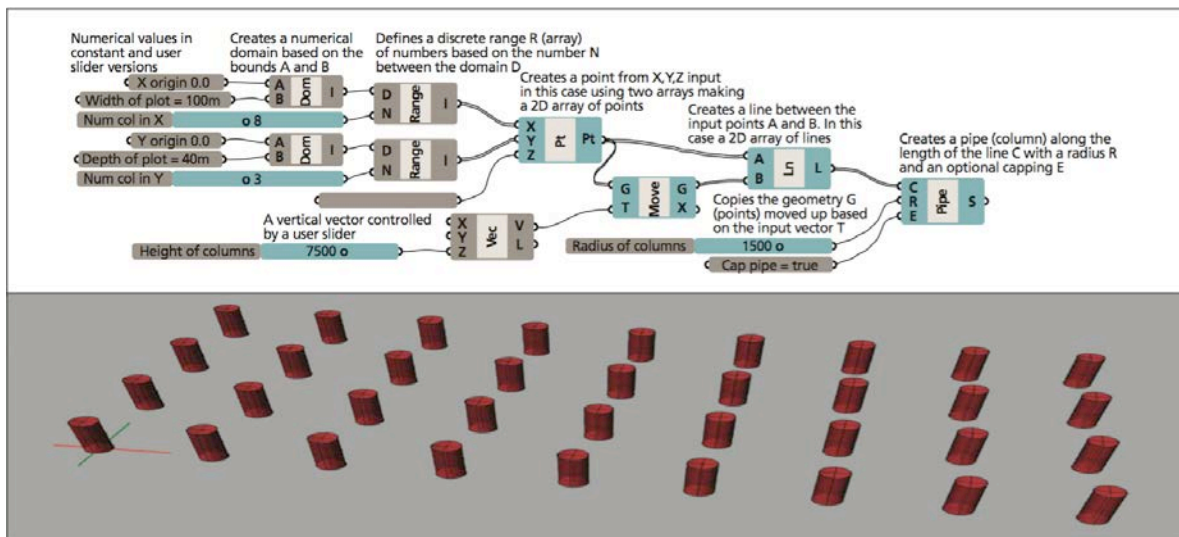 Numerical values in
constant and user
slider versions
Creates a numerical
domain based on the
bounds A and B
Defines a discrete range R (array)
of numbers based on the number N
between the domain D
Creates a point from X,Y,Z input
in this case using two arrays making
a 2D array of points
Creates a line between the
input points A and B. In this
case a 2D array of lines
Creates a pipe (column) along the
length of the line C with a radius R
and an optional capping E
X origin 0.0
Width of plot = 100m
Num col in X
o 8
A
B
Dom
I
D
N
Range
I
Y origin 0.0
Depth of plot = 40m
Num col in Y
o 3
A
B
Dom
I
D
N
Range
I
X
Y
Z
Pt
Pt
A
B
Ln
L
G
T
Move
G
X
C
R
E
Pipe
S
A vertical vector controlled
by a user slider
Height of columns
7500 o
X
Y
Z
Vec
V
L
Copies the geometry G
(points) moved up based
on the input vector T
Radius of columns
1500 o
Cap pipe = true